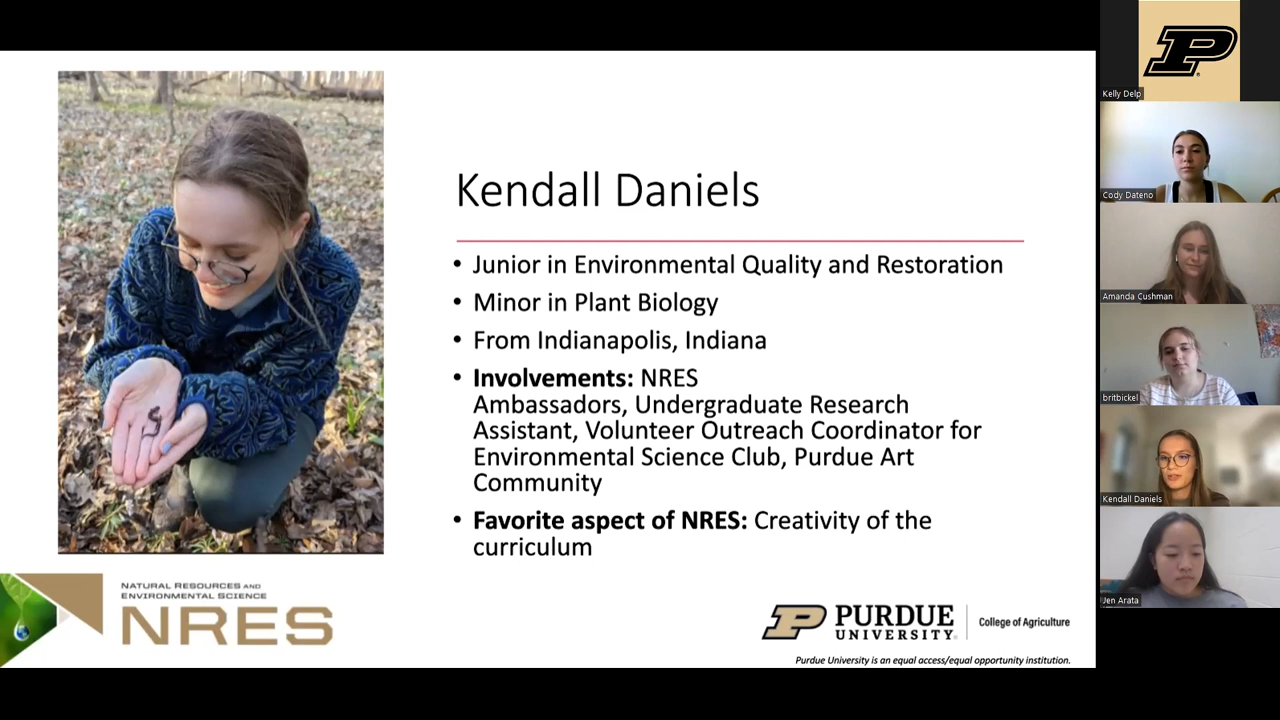 Kendall Daniels
• Junior in Environmental Quality and Restoration
• Minor in Plant Biology
• From Indianapolis, Indiana
• Involvements: NRES
Ambassadors, Undergraduate Research
Assistant, Volunteer Outreach Coordinator for
Environmental Science Club, Purdue Art
Community
• Favorite aspect of NRES: Creativity of the
curriculum
NATURAL RESOURCES AND
ENVIRONMENTAL SCIENCE
NRES
P PURDUE
UNIVERSITY.
College of Agriculture
Purdue University is an equal access/equal opportunity institution.
P
Kelly Delp
Cody Dateno
Amanda Cushman
britbickel
Kendall Daniels
Jen Arata